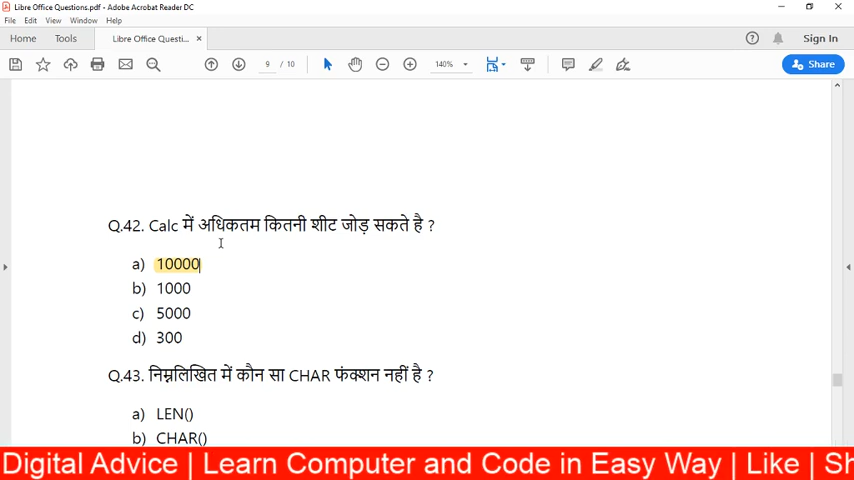 Libre Office Questions.pdf - Adobe Acrobat Reader DC
File Edit View Window Help
Home Tools Libre Office Questi... × Sign In
9 / 10 140% Share
Q.42. Calc में अधिकतम कितनी शीट जोड़ सकते है ?
a) 10000
b) 1000
c) 5000
d) 300
Q.43. निम्नलिखित में कौन सा CHAR फंक्शन नहीं है ?
a) LEN()
b) CHAR()
Digital Advice | Learn Computer and Code in Easy Way | Like | Sh